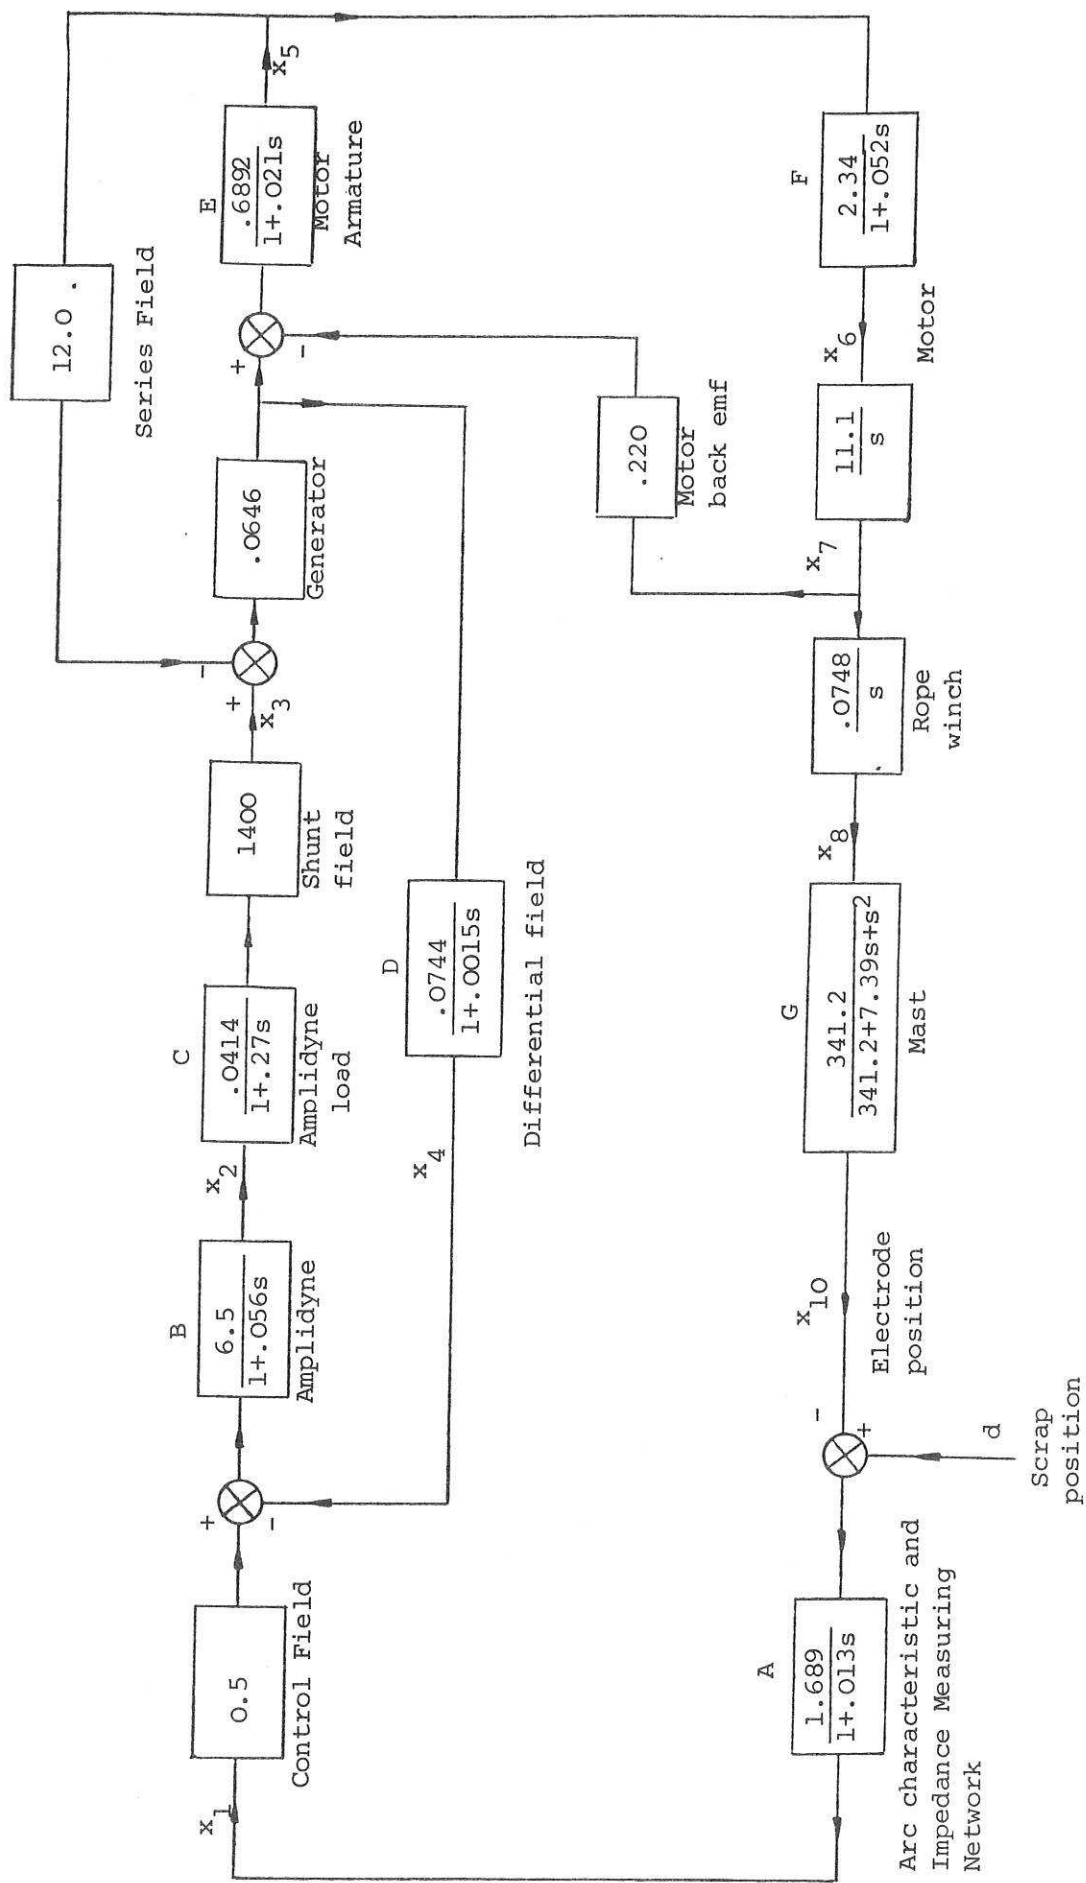 x1
0.5
Control Field
+
-
B
6.5
1+.056s
Amplidyne
x2
C
.0414
1+.27s
Amplidyne
load
1400
Shunt
field
x3
+
-
.0646
Generator
+
-
E
.6892
1+.021s
Motor
Armature
x5
12.0 .
Series Field
x4
D
.0744
1+.0015s
Differential field
.220
Motor
back emf
F
2.34
1+.052s
Motor
x6
11.1
s
x7
.0748
s
Rope
winch
x8
G
341.2
341.2+7.39s+s²
Mast
x10
Electrode
position
-
+
d
Scrap
position
A
1.689
1+.013s
Arc characteristic and
Impedance Measuring
Network